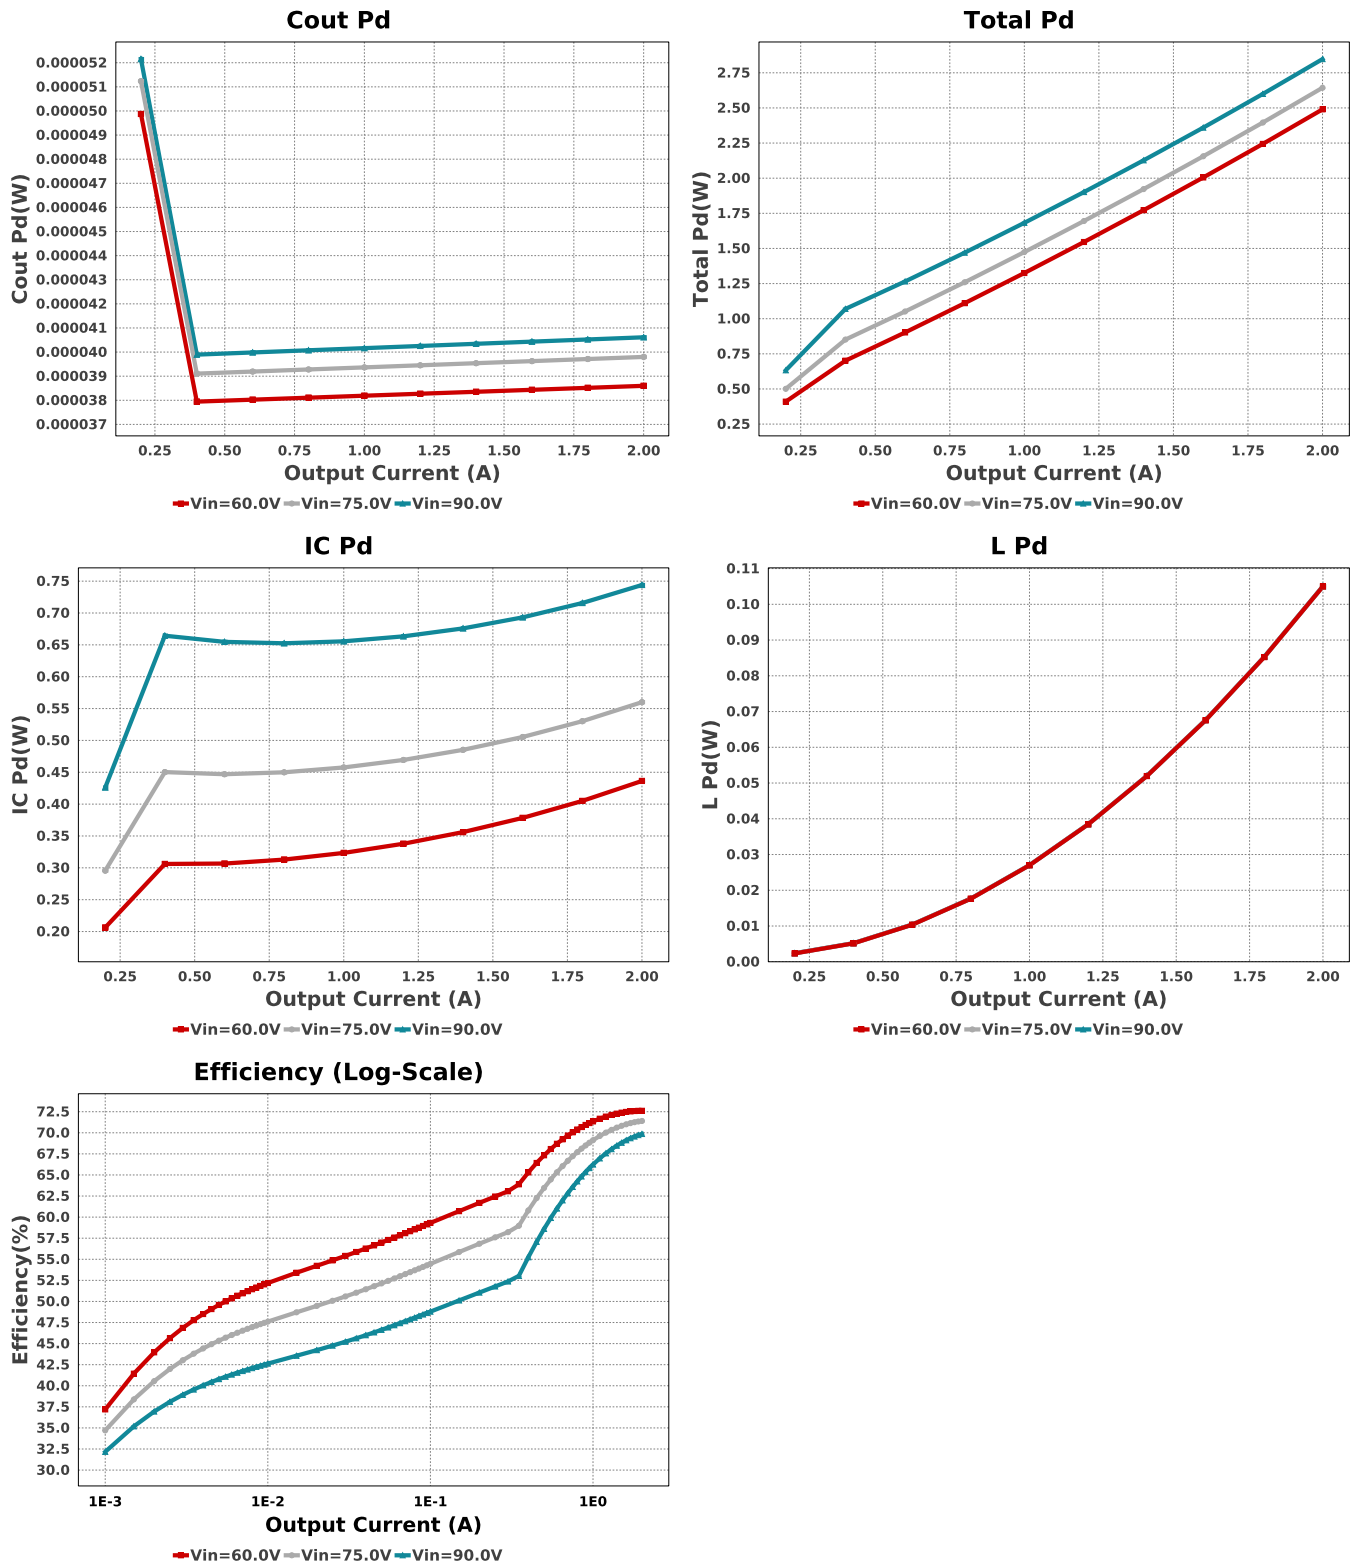 Cout Pd
0.000052
0.000051
0.000050
0.000049
0.000048
0.000047
0.000046
0.000045
0.000044
0.000043
0.000042
0.000041
0.000040
0.000039
0.000038
0.000037
Cout Pd(W)
0.25 0.50 0.75 1.00 1.25 1.50 1.75 2.00
Output Current (A)
Vin=60.0V Vin=75.0V Vin=90.0V
Total Pd
2.75
2.50
2.25
2.00
1.75
1.50
1.25
1.00
0.75
0.50
0.25
Total Pd(W)
0.25 0.50 0.75 1.00 1.25 1.50 1.75 2.00
Output Current (A)
Vin=60.0V Vin=75.0V Vin=90.0V
IC Pd
0.75
0.70
0.65
0.60
0.55
0.50
0.45
0.40
0.35
0.30
0.25
0.20
IC Pd(W)
0.25 0.50 0.75 1.00 1.25 1.50 1.75 2.00
Output Current (A)
Vin=60.0V Vin=75.0V Vin=90.0V
L Pd
0.11
0.10
0.09
0.08
0.07
0.06
0.05
0.04
0.03
0.02
0.01
0.00
L Pd(W)
0.25 0.50 0.75 1.00 1.25 1.50 1.75 2.00
Output Current (A)
Vin=60.0V Vin=75.0V Vin=90.0V
Efficiency (Log-Scale)
72.5
70.0
67.5
65.0
62.5
60.0
57.5
55.0
52.5
50.0
47.5
45.0
42.5
40.0
37.5
35.0
32.5
30.0
Efficiency(%)
1E-3 1E-2 1E-1 1E0
Output Current (A)
Vin=60.0V Vin=75.0V Vin=90.0V